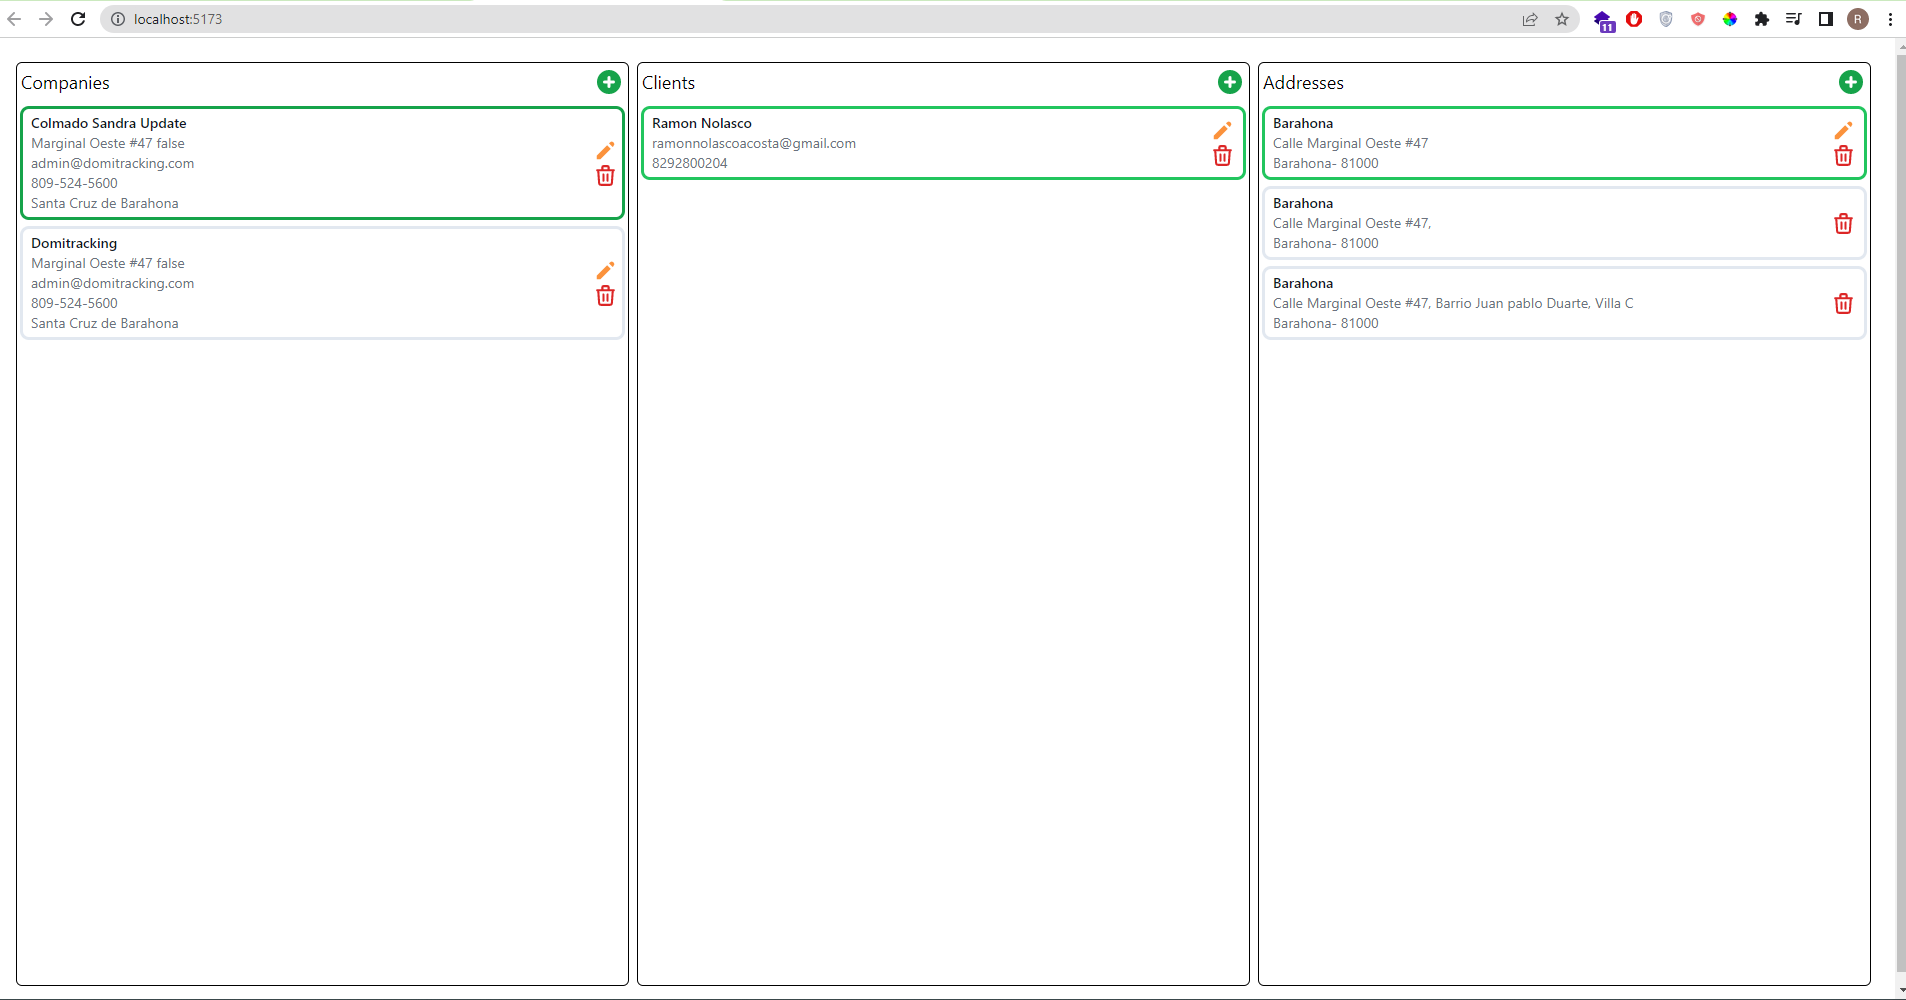 localhost:5173
11
R
Companies
Colmado Sandra Update
Marginal Oeste #47 false
admin@domitracking.com
809-524-5600
Santa Cruz de Barahona
Domitracking
Marginal Oeste #47 false
admin@domitracking.com
809-524-5600
Santa Cruz de Barahona
Clients
Ramon Nolasco
ramonnolascoacosta@gmail.com
8292800204
Addresses
Barahona
Calle Marginal Oeste #47
Barahona- 81000
Barahona
Calle Marginal Oeste #47,
Barahona- 81000
Barahona
Calle Marginal Oeste #47, Barrio Juan pablo Duarte, Villa C
Barahona- 81000